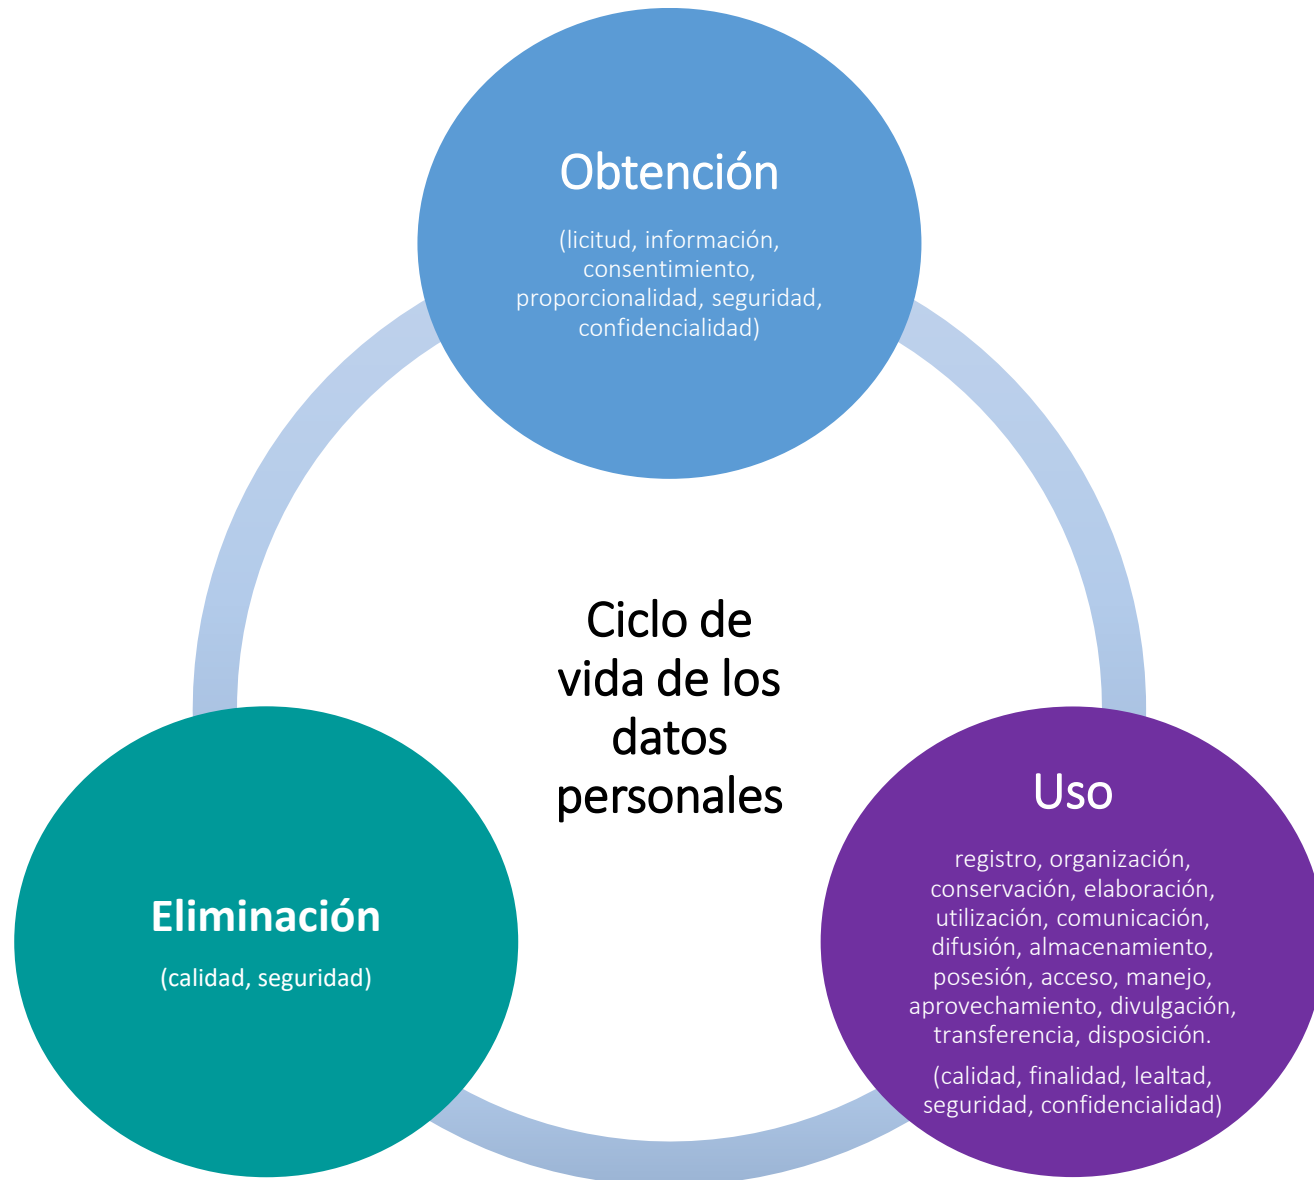 Obtención
(licitud, información,
consentimiento,
proporcionalidad, seguridad,
confidencialidad)
Ciclo de
vida de los
datos
personales
Uso
registro, organización,
conservación, elaboración,
utilización, comunicación,
difusión, almacenamiento,
posesión, acceso, manejo,
aprovechamiento, divulgación,
transferencia, disposición.
(calidad, finalidad, lealtad,
seguridad, confidencialidad)
Eliminación
(calidad, seguridad)